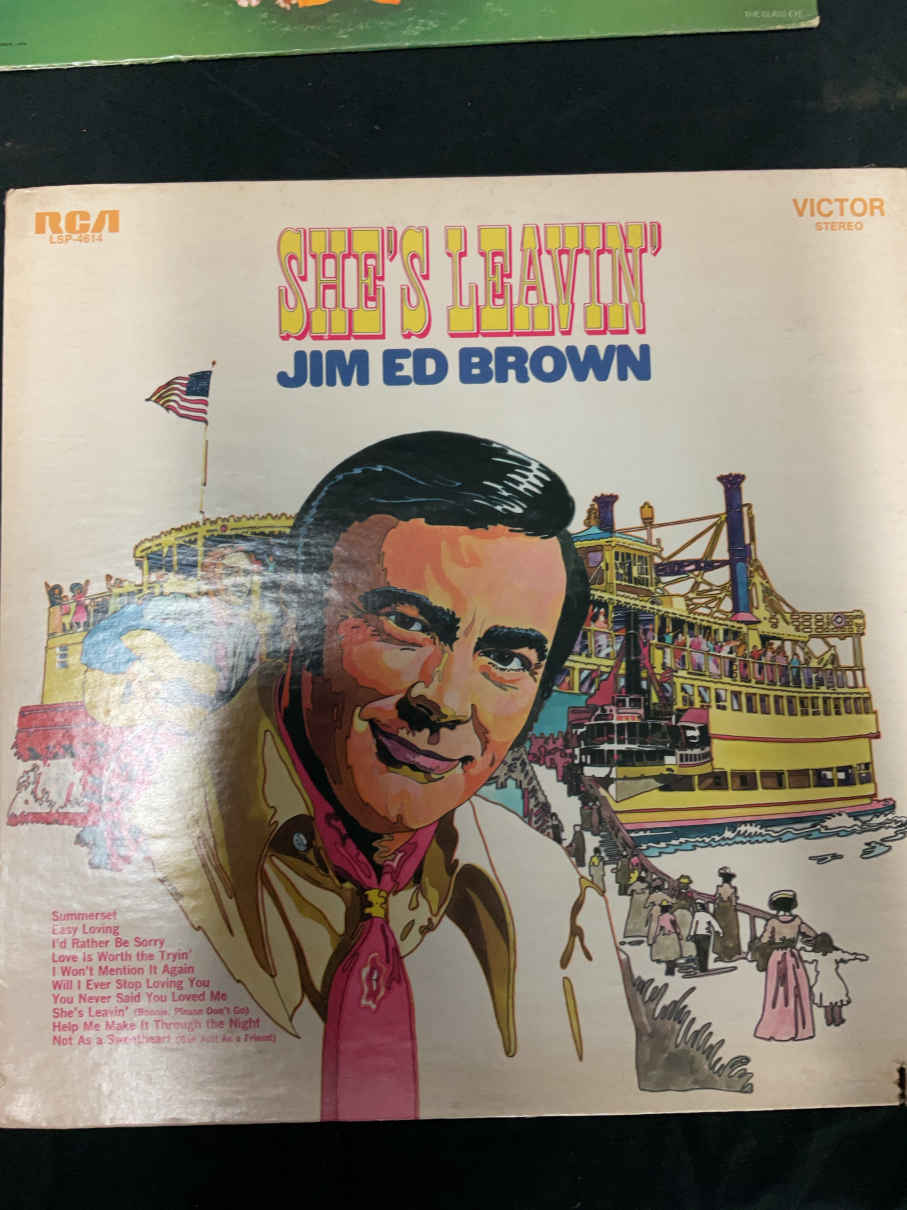 THE GLASS EYE
RCA
LSP-4614
VICTOR
STEREO
SHE'S LEAVIN'
JIM ED BROWN
Summerset
Easy Loving
I'd Rather Be Sorry
Love Is Worth the Tryin'
I Won't Mention It Again
Will I Ever Stop Loving You
You Never Said You Loved Me
She's Leavin' (Bonnie, Please Don't Go)
Help Me Make It Through the Night
Not As a Sweetheart (But Just As a Friend)